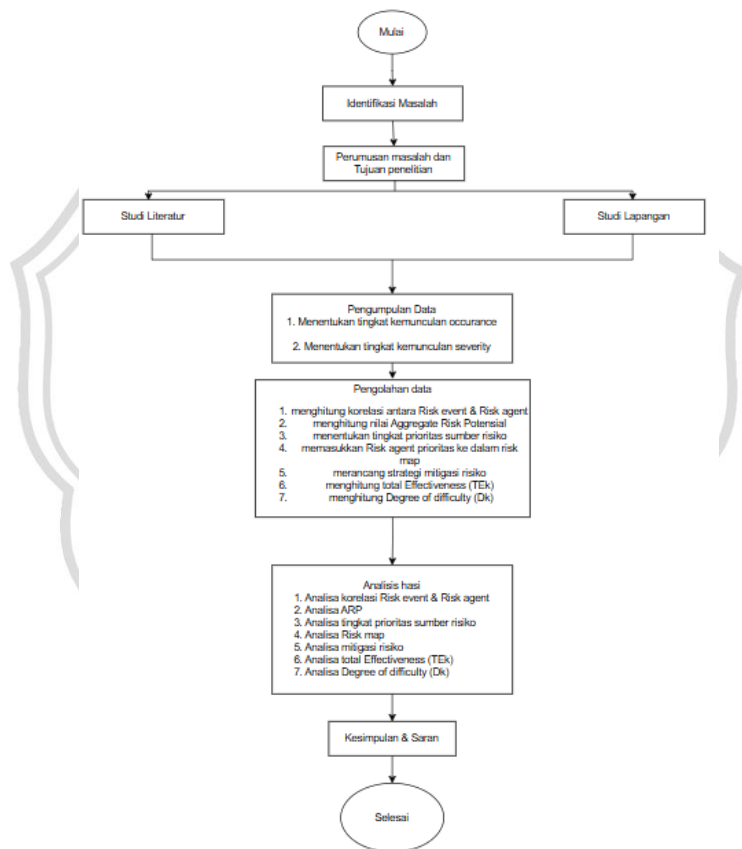 Mulai
Identifikasi Masalah
Perumusan masalah dan
Tujuan penelitian
Studi Literatur
Studi Lapangan
Pengumpulan Data
1. Menentukan tingkat kemunculan occurance
2. Menentukan tingkat kemunculan severity
Pengolahan data
1. menghitung korelasi antara Risk event & Risk agent
2. menghitung nilai Aggregate Risk Potensial
3. menentukan tingkat prioritas sumber risiko
4. memasukkan Risk agent prioritas ke dalam risk
map
5. merancang strategi mitigasi risiko
6. menghitung total Effectiveness (TEk)
7. menghitung Degree of difficulty (Dk)
Analisis hasi
1. Analisa korelasi Risk event & Risk agent
2. Analisa ARP
3. Analisa tingkat prioritas sumber risiko
4. Analisa Risk map
5. Analisa mitigasi risiko
6. Analisa total Effectiveness (TEk)
7. Analisa Degree of difficulty (Dk)
Kesimpulan & Saran
Selesai